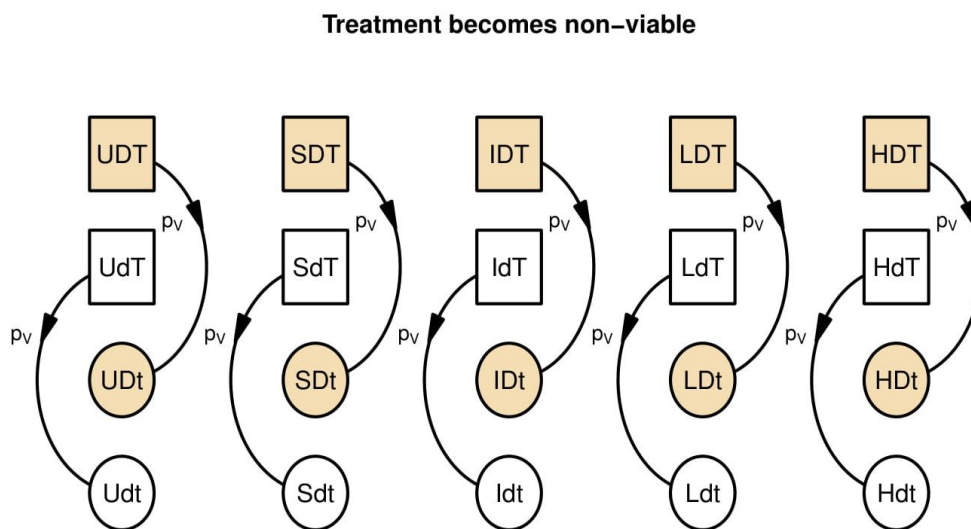 Treatment becomes non−viable
UDT SDT IDT LDT HDT
pV pV pV pV
UdT SdT IdT LdT HdT
pV pV pV pV pV
UDt SDt IDt LDt HDt
Udt Sdt Idt Ldt Hdt